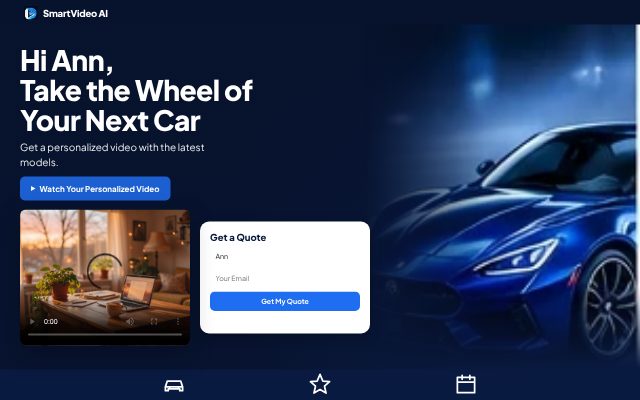 SmartVideo AI
Hi Ann,
Take the Wheel of
Your Next Car
Get a personalized video with the latest
models.
Watch Your Personalized Video
0:00
Get a Quote
Ann
Your Email
Get My Quote